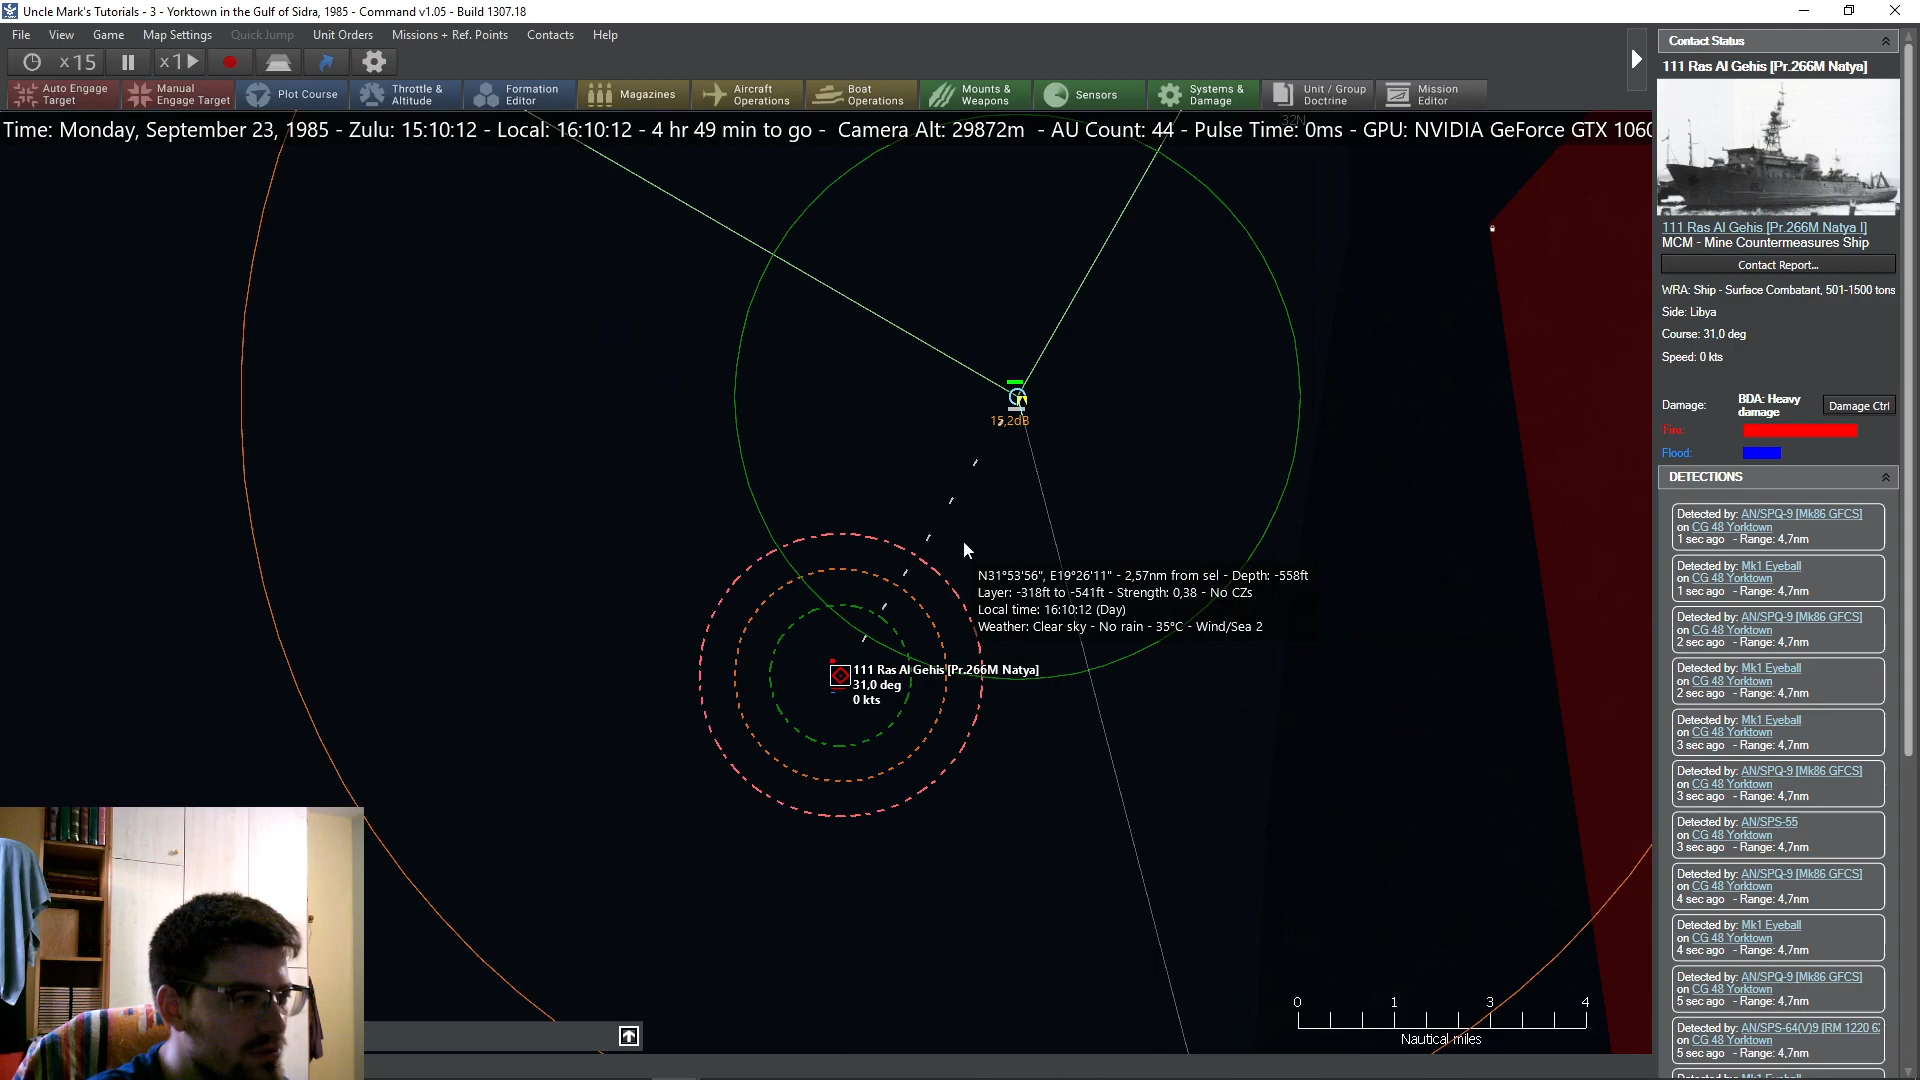 Uncle Mark's Tutorials - 3 - Yorktown in the Gulf of Sidra, 1985 - Command v1.05 - Build 1307.18
File View Game Map Settings Quick Jump Unit Orders Missions + Ref. Points Contacts Help
x15
x1
Auto Engage Target
Manual Engage Target
Plot Course
Throttle & Altitude
Formation Editor
Magazines
Aircraft Operations
Boat Operations
Mounts & Weapons
Sensors
Systems & Damage
Unit / Group Doctrine
Mission Editor
32N
Time: Monday, September 23, 1985 - Zulu: 15:10:12 - Local: 16:10:12 - 4 hr 49 min to go - Camera Alt: 29872m - AU Count: 44 - Pulse Time: 0ms - GPU: NVIDIA GeForce GTX 1060
15,2dB
N31°53'56", E19°26'11" - 2,57nm from sel - Depth: -558ft
Layer: -318ft to -541ft - Strength: 0,38 - No CZs
Local time: 16:10:12 (Day)
Weather: Clear sky - No rain - 35°C - Wind/Sea 2
111 Ras Al Gehis [Pr.266M Natya]
31,0 deg
0 kts
0 1 3 4
Nautical miles
Contact Status
111 Ras Al Gehis [Pr.266M Natya]
111 Ras Al Gehis [Pr.266M Natya I]
MCM - Mine Countermeasures Ship
Contact Report...
WRA: Ship - Surface Combatant, 501-1500 tons
Side: Libya
Course: 31,0 deg
Speed: 0 kts
Damage: BDA: Heavy damage
Damage Ctrl
Fire:
Flood:
DETECTIONS
Detected by: AN/SPQ-9 [Mk86 GFCS]
on CG 48 Yorktown
1 sec ago - Range: 4,7nm
Detected by: Mk1 Eyeball
on CG 48 Yorktown
1 sec ago - Range: 4,7nm
Detected by: AN/SPQ-9 [Mk86 GFCS]
on CG 48 Yorktown
2 sec ago - Range: 4,7nm
Detected by: Mk1 Eyeball
on CG 48 Yorktown
2 sec ago - Range: 4,7nm
Detected by: Mk1 Eyeball
on CG 48 Yorktown
3 sec ago - Range: 4,7nm
Detected by: AN/SPQ-9 [Mk86 GFCS]
on CG 48 Yorktown
3 sec ago - Range: 4,7nm
Detected by: AN/SPS-55
on CG 48 Yorktown
3 sec ago - Range: 4,7nm
Detected by: AN/SPQ-9 [Mk86 GFCS]
on CG 48 Yorktown
4 sec ago - Range: 4,7nm
Detected by: Mk1 Eyeball
on CG 48 Yorktown
4 sec ago - Range: 4,7nm
Detected by: AN/SPQ-9 [Mk86 GFCS]
on CG 48 Yorktown
5 sec ago - Range: 4,7nm
Detected by: AN/SPS-64(V)9 [RM 1220 6
on CG 48 Yorktown
5 sec ago - Range: 4,7nm
Detected by: Mk1 Eyeball